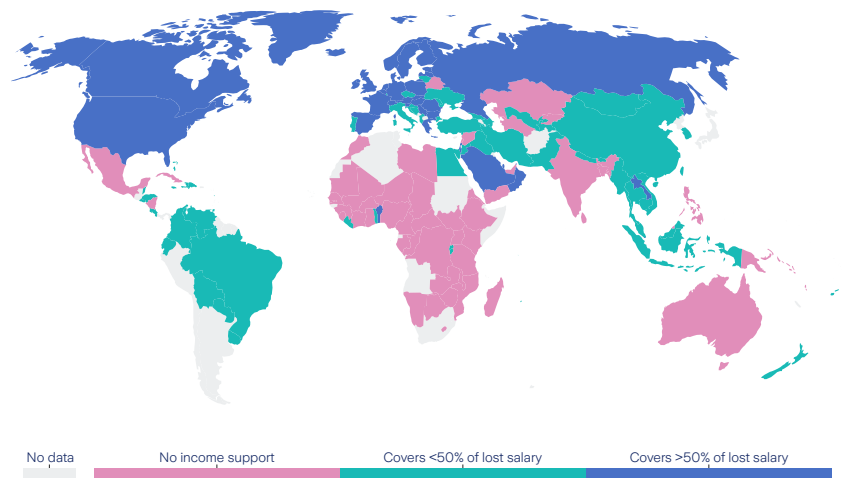 No data
No income support
Covers <50% of lost salary
Covers >50% of lost salary